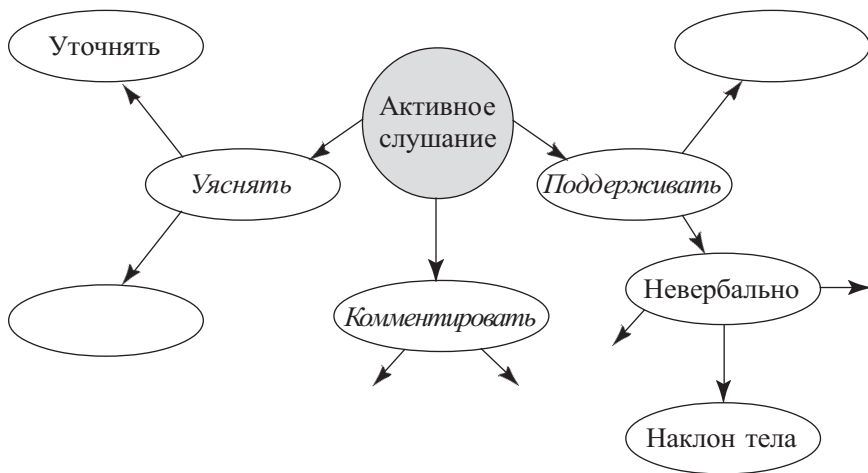 Уточнять
Активное
слушание
Уяснять
Поддерживать
Невербально
Комментировать
Наклон тела